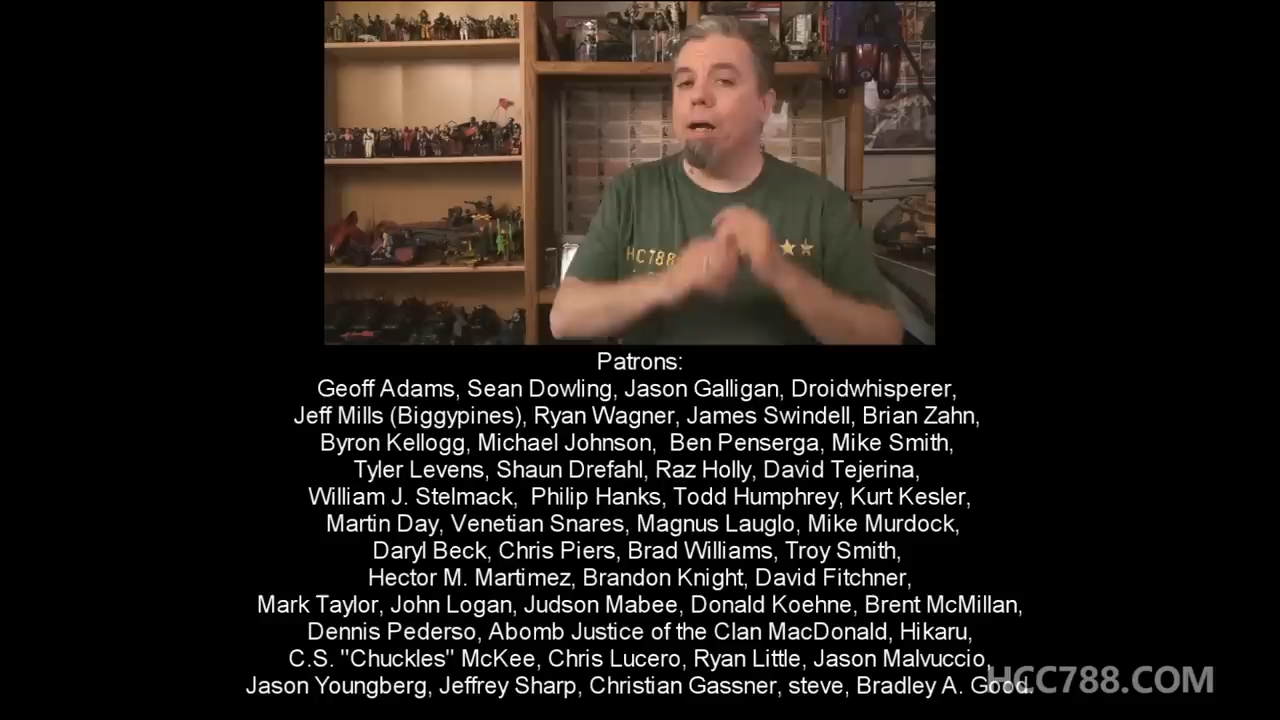 HC788
Patrons:
Geoff Adams, Sean Dowling, Jason Galligan, Droidwhisperer,
Jeff Mills (Biggypines), Ryan Wagner, James Swindell, Brian Zahn,
Byron Kellogg, Michael Johnson,  Ben Penserga, Mike Smith,
Tyler Levens, Shaun Drefahl, Raz Holly, David Tejerina,
William J. Stelmack,  Philip Hanks, Todd Humphrey, Kurt Kesler,
Martin Day, Venetian Snares, Magnus Lauglo, Mike Murdock,
Daryl Beck, Chris Piers, Brad Williams, Troy Smith,
Hector M. Martimez, Brandon Knight, David Fitchner,
Mark Taylor, John Logan, Judson Mabee, Donald Koehne, Brent McMillan,
Dennis Pederso, Abomb Justice of the Clan MacDonald, Hikaru,
C.S. "Chuckles" McKee, Chris Lucero, Ryan Little, Jason Malvuccio,
Jason Youngberg, Jeffrey Sharp, Christian Gassner, steve, Bradley A. Good.
HCC788.COM